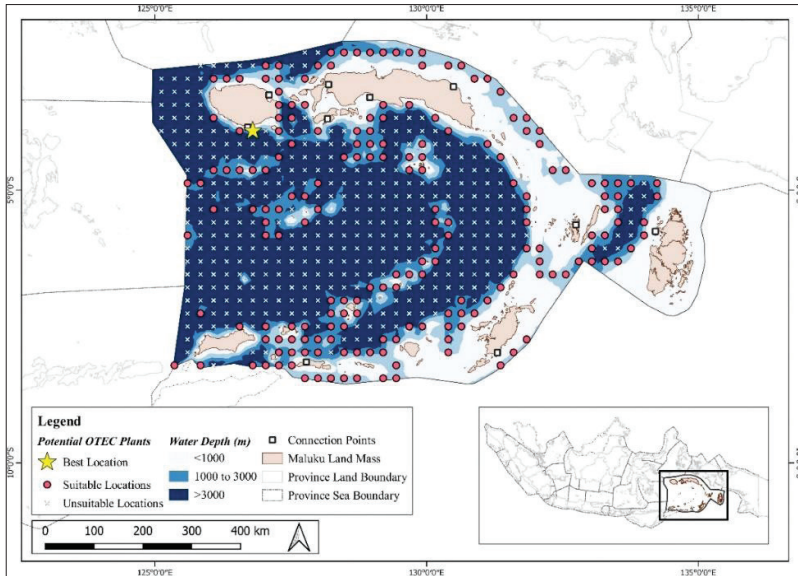 125°0'0"E 130°0'0"E 135°0'0"E
5°0'0"S
10°0'0"S
Legend
Potential OTEC Plants
Best Location
Suitable Locations
Unsuitable Locations
Water Depth (m)
<1000
1000 to 3000
>3000
Connection Points
Maluku Land Mass
Province Land Boundary
Province Sea Boundary
0 100 200 300 400 km
125°0'0"E 130°0'0"E 135°0'0"E